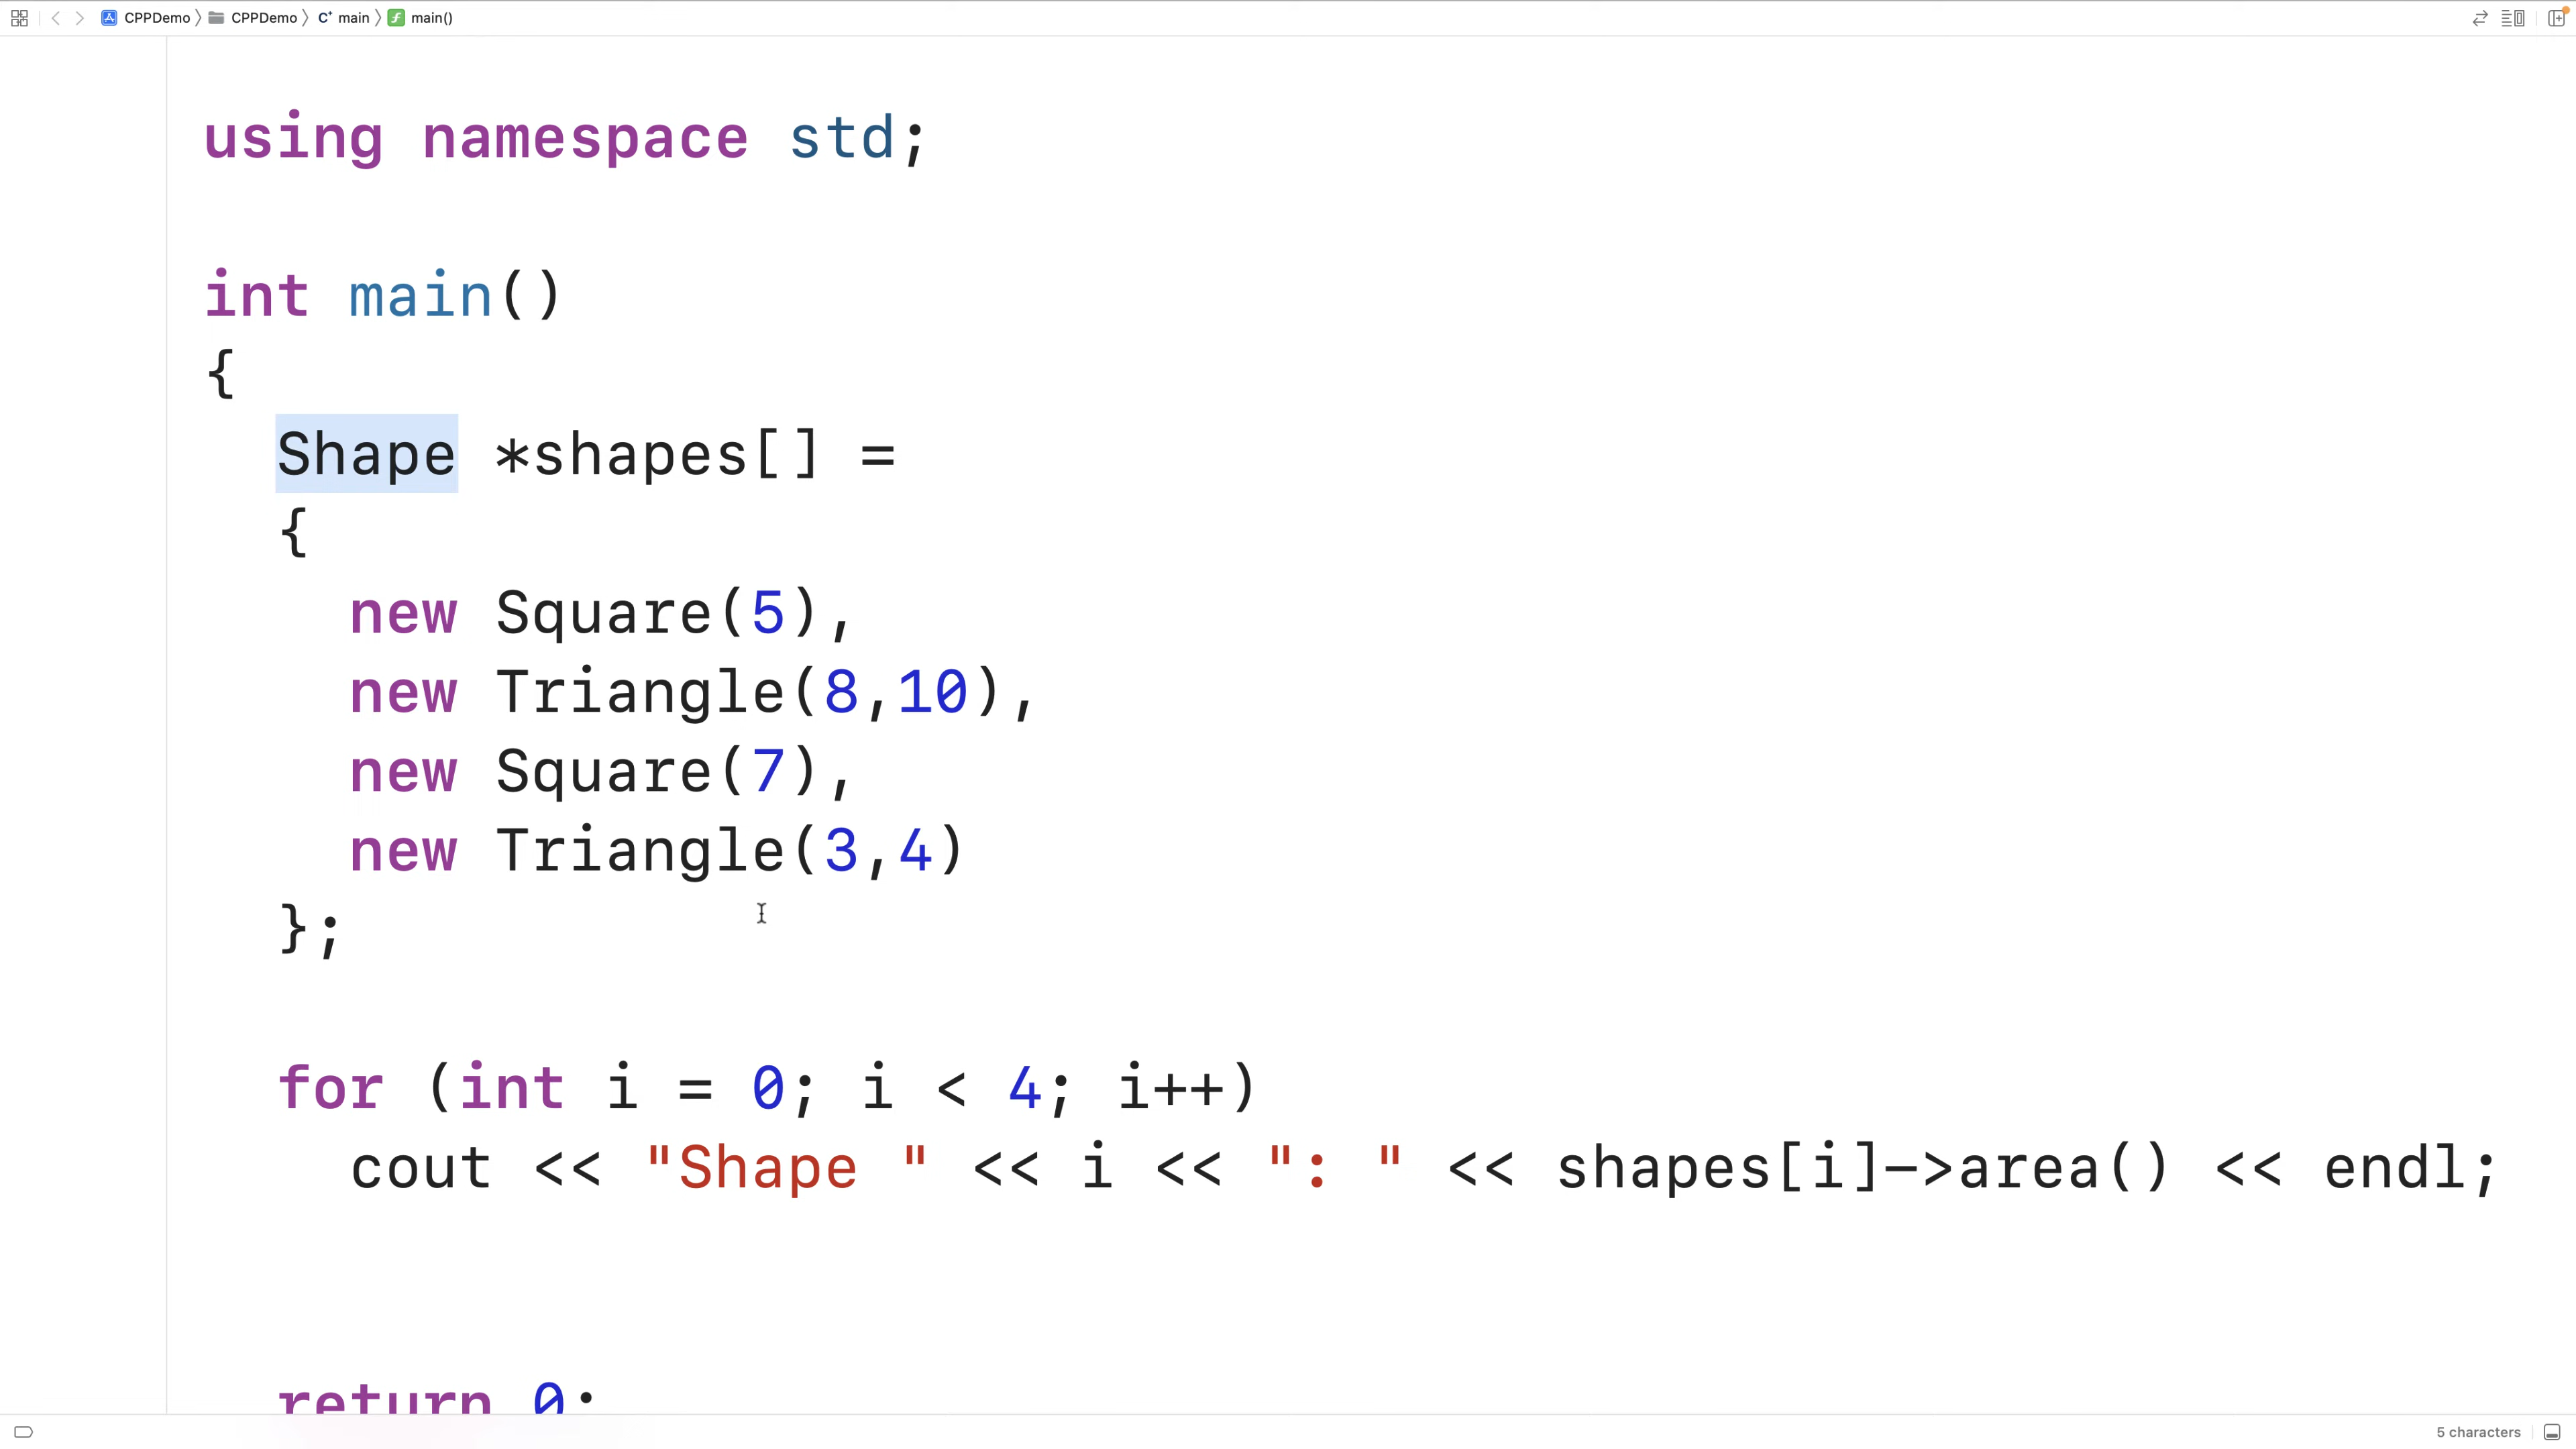 CPPDemo CPPDemo main main()
using namespace std;
int main()
{
Shape *shapes[] =
{
new Square(5),
new Triangle(8,10),
new Square(7),
new Triangle(3,4)
};
for (int i = 0; i < 4; i++)
cout << "Shape " << i << ": " << shapes[i]->area() << endl;
return 0;
5 characters